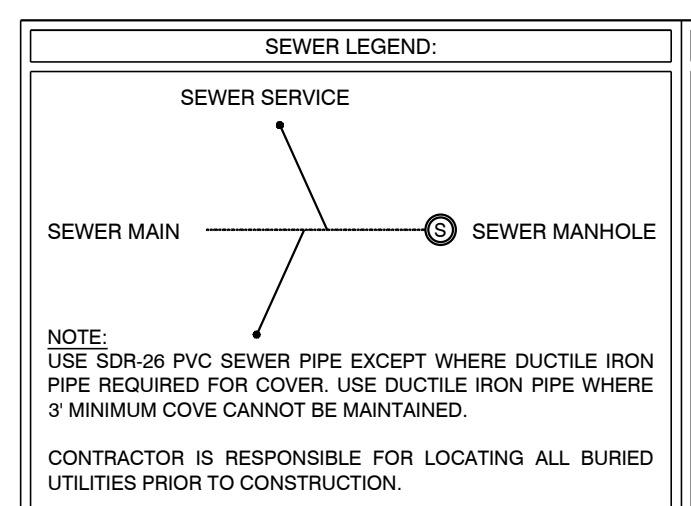 SEWER LEGEND:
SEWER SERVICE
SEWER MAIN
S
SEWER MANHOLE
NOTE:
USE SDR-26 PVC SEWER PIPE EXCEPT WHERE DUCTILE IRON
PIPE REQUIRED FOR COVER. USE DUCTILE IRON PIPE WHERE
3' MINIMUM COVE CANNOT BE MAINTAINED.
CONTRACTOR IS RESPONSIBLE FOR LOCATING ALL BURIED
UTILITIES PRIOR TO CONSTRUCTION.